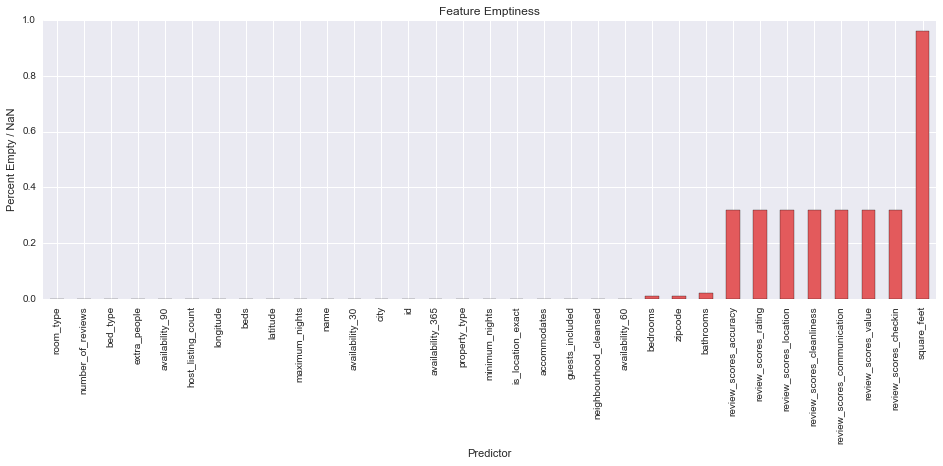 Feature Emptiness
Percent Empty / NaN
1.0
0.8
0.6
0.4
0.2
0.0
room_type
number_of_reviews
bed_type
extra_people
availability_90
host_listing_count
longitude
beds
latitude
maximum_nights
name
availability_30
city
id
availability_365
property_type
minimum_nights
is_location_exact
accommodates
guests_included
neighbourhood_cleansed
availability_60
bedrooms
zipcode
bathrooms
review_scores_accuracy
review_scores_rating
review_scores_location
review_scores_cleanliness
review_scores_communication
review_scores_value
review_scores_checkin
square_feet
Predictor